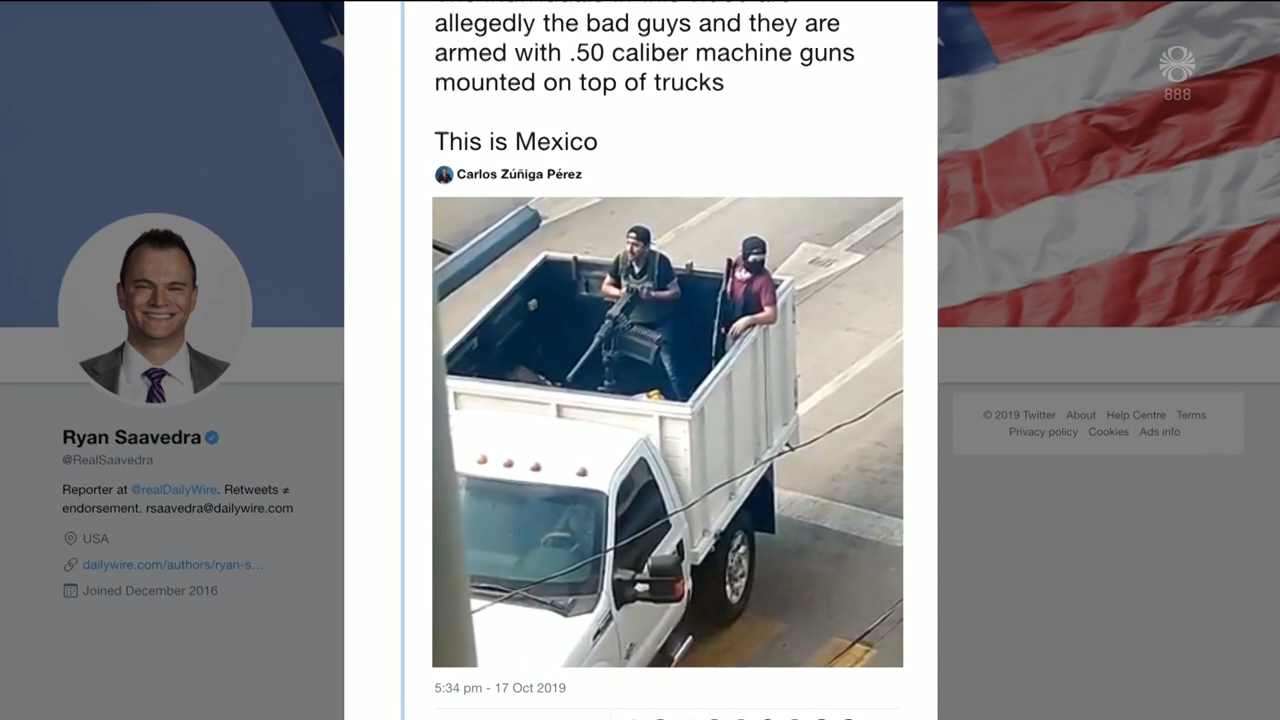 allegedly the bad guys and they are
armed with .50 caliber machine guns
mounted on top of trucks
This is Mexico
Carlos Zúñiga Pérez
5:34 pm - 17 Oct 2019
Ryan Saavedra
@RealSaavedra
Reporter at @realDailyWire. Retweets ≠
endorsement. rsaavedra@dailywire.com
USA
dailywire.com/authors/ryan-s...
Joined December 2016
888
© 2019 Twitter About Help Centre Terms
Privacy policy Cookies Ads info